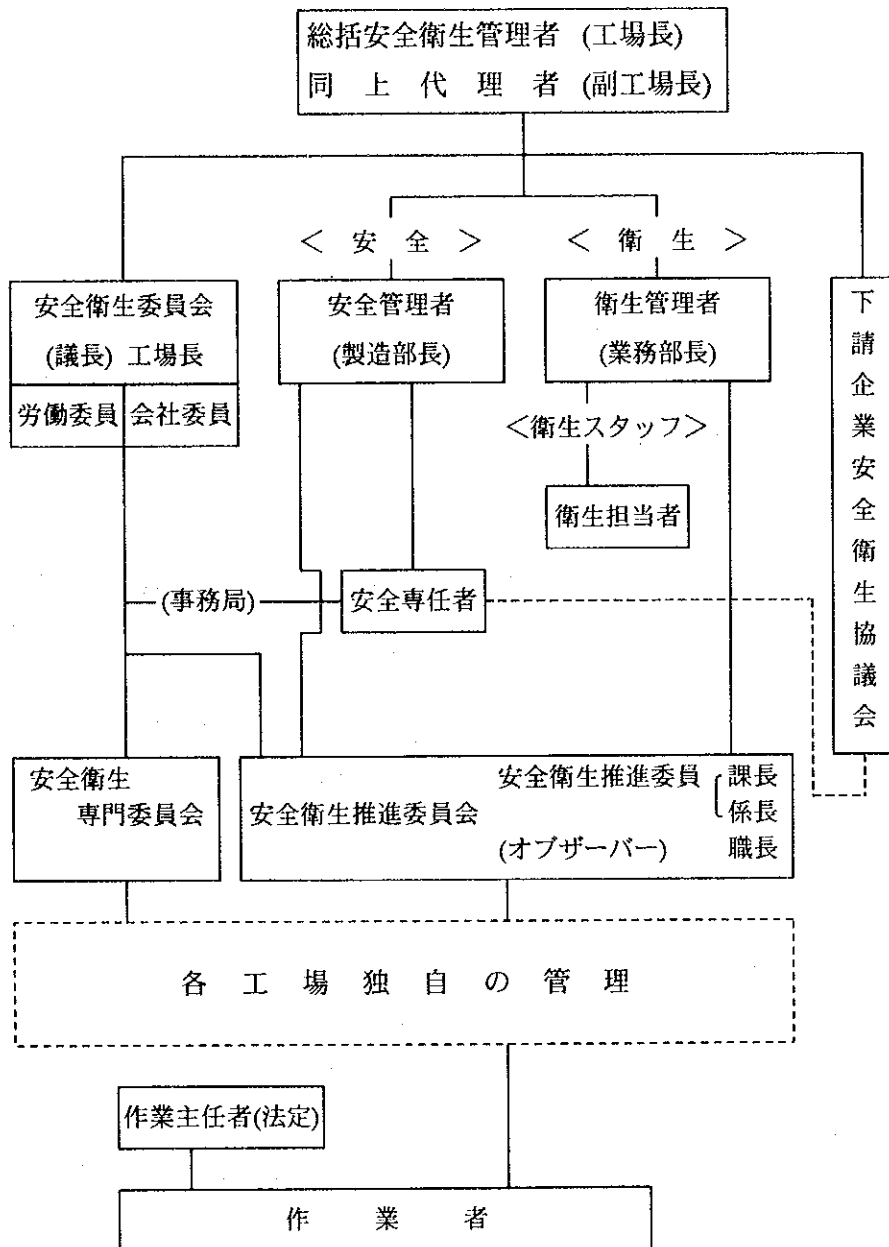 総括安全衛生管理者 (工場長)
同上代理者 (副工場長)
＜安全＞
＜衛生＞
安全衛生委員会
(議長) 工場長
労働委員
会社委員
安全管理者
(製造部長)
衛生管理者
(業務部長)
＜衛生スタッフ＞
衛生担当者
下請企業安全衛生協議会
(事務局)
安全専任者
安全衛生
専門委員会
安全衛生推進委員会
安全衛生推進委員
課長
係長
(オブザーバー) 職長
各工場独自の管理
作業主任者(法定)
作業者